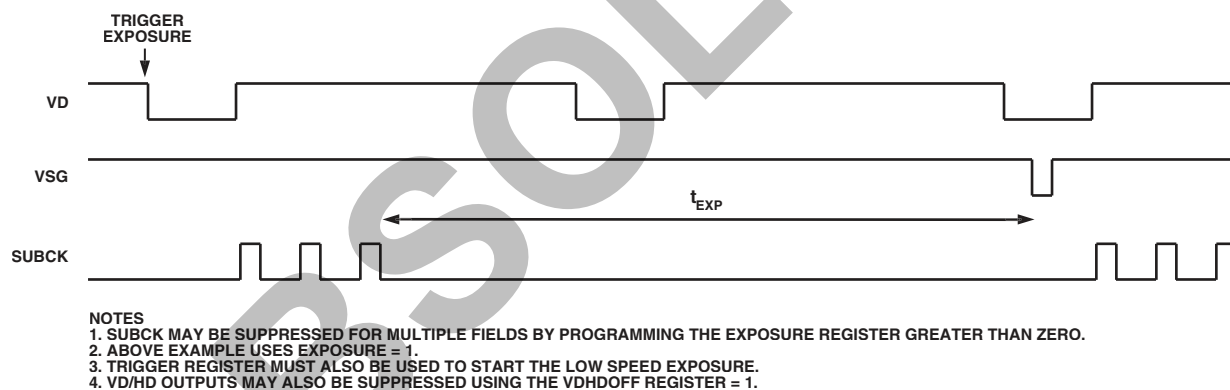 TRIGGER
EXPOSURE
VD
VSG
tEXP
SUBCK
NOTES
1. SUBCK MAY BE SUPPRESSED FOR MULTIPLE FIELDS BY PROGRAMMING THE EXPOSURE REGISTER GREATER THAN ZERO.
2. ABOVE EXAMPLE USES EXPOSURE = 1.
3. TRIGGER REGISTER MUST ALSO BE USED TO START THE LOW SPEED EXPOSURE.
4. VD/HD OUTPUTS MAY ALSO BE SUPPRESSED USING THE VDHDOFF REGISTER = 1.
BSOL